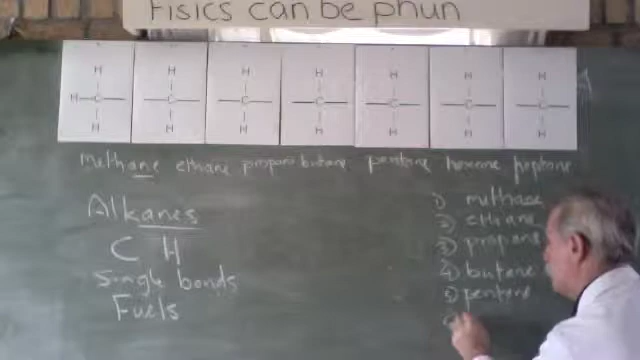 Fisics can be phun
H H H H H H H
H C C C C C C C
H H H H H H H
methane ethane propane butane pentane hexane heptane
Alkanes
C H
Single bonds
Fuels
① methane
② ethane
③ propane
④ butane
⑤ pentane